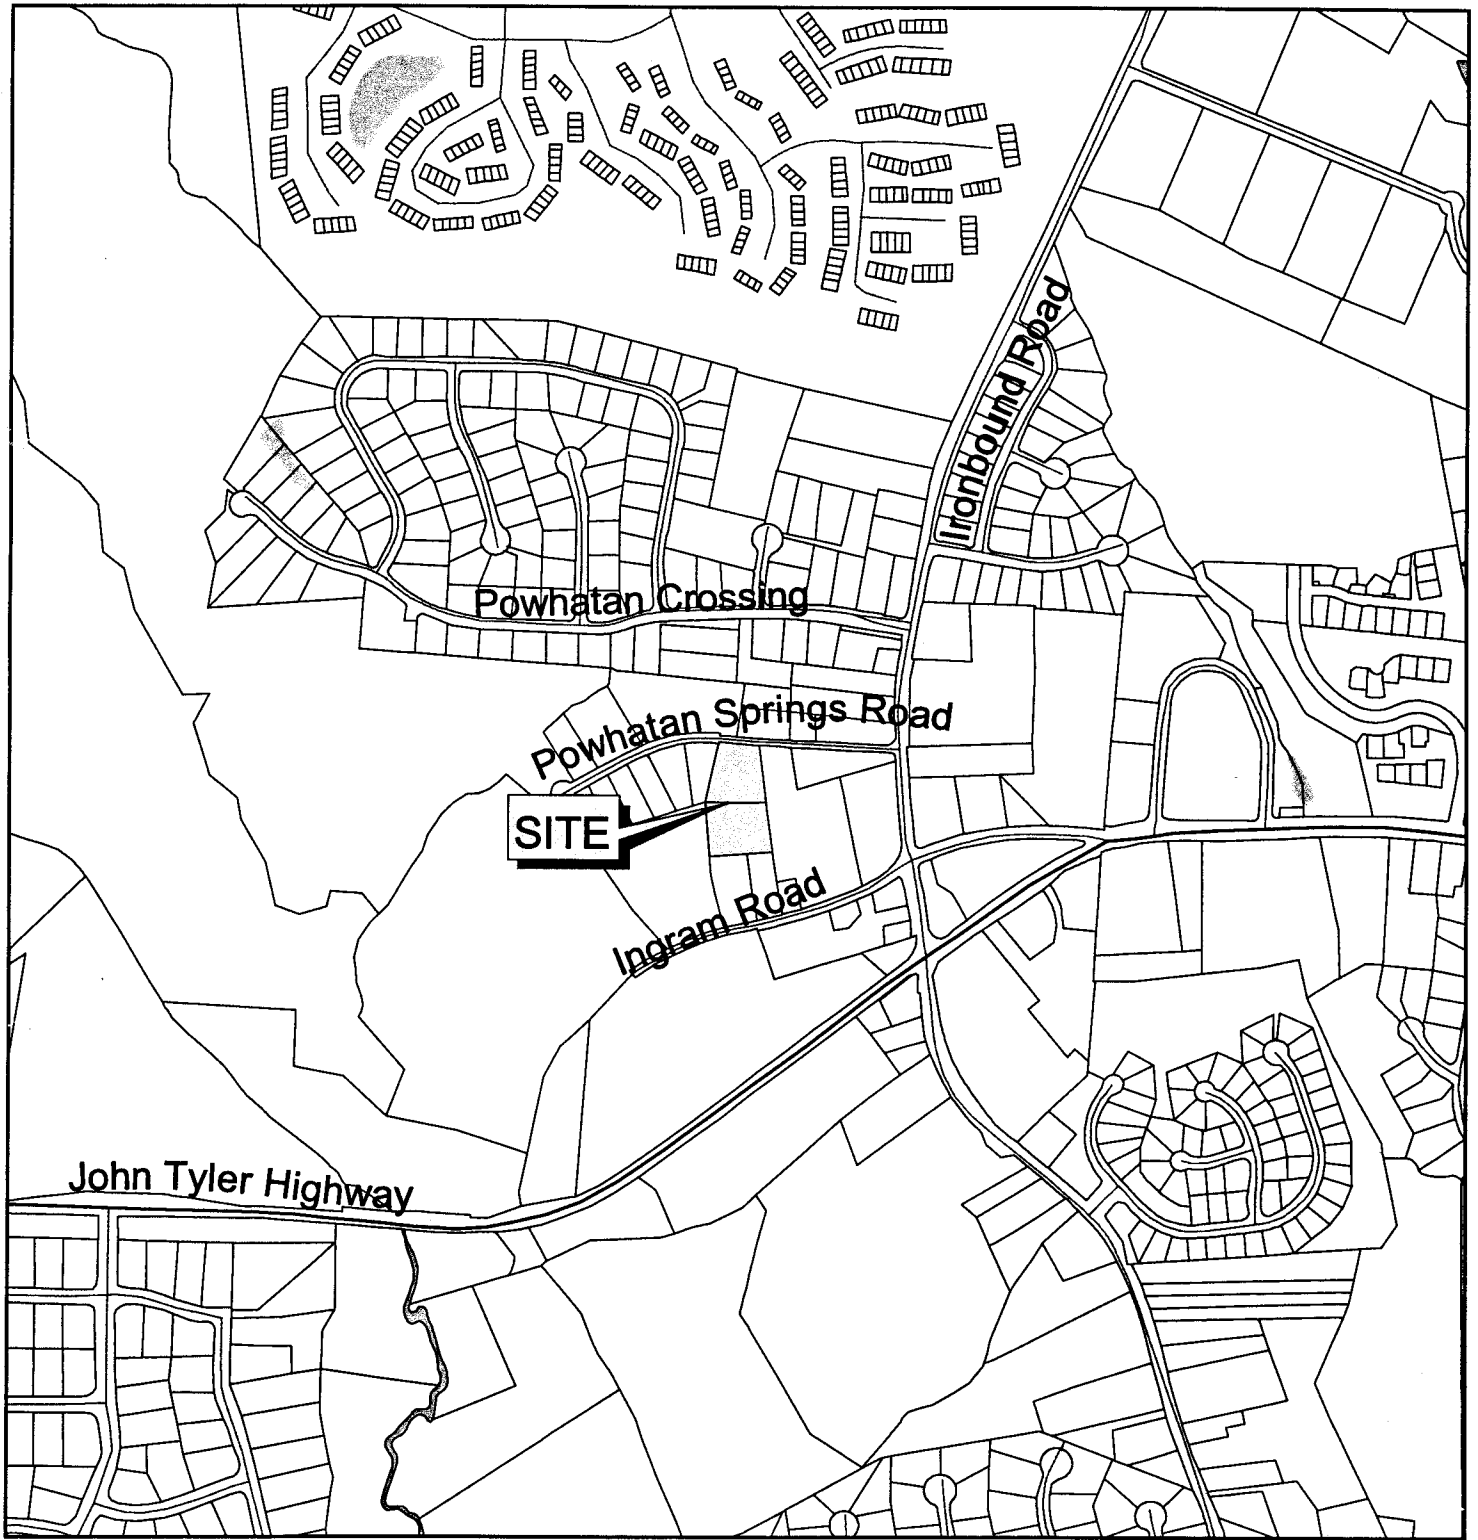 Ironbound Road
Powhatan Crossing
Powhatan Springs Road
SITE
Ingram Road
John Tyler Highway